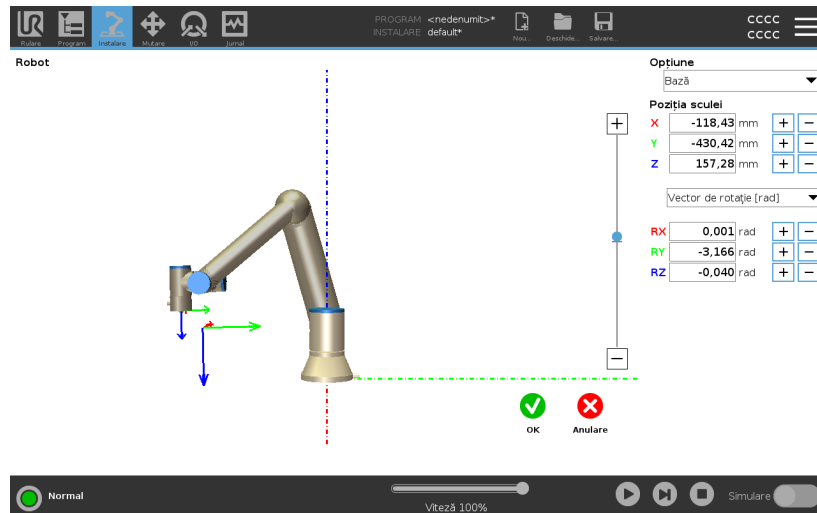 UR
PROGRAM <nedenumit>*
INSTALARE default*
cccc
cccc
Rulare Program Instalare Mutare I/O Jurnal Nou... Deschide... Salvare...
Robot
Opțiune
Bază
Poziția sculei
X -118,43 mm + −
Y -430,42 mm + −
Z 157,28 mm + −
Vector de rotație [rad]
RX 0,001 rad + −
RY -3,166 rad + −
RZ -0,040 rad + −
+
−
OK Anulare
Normal
Viteză 100%
Simulare